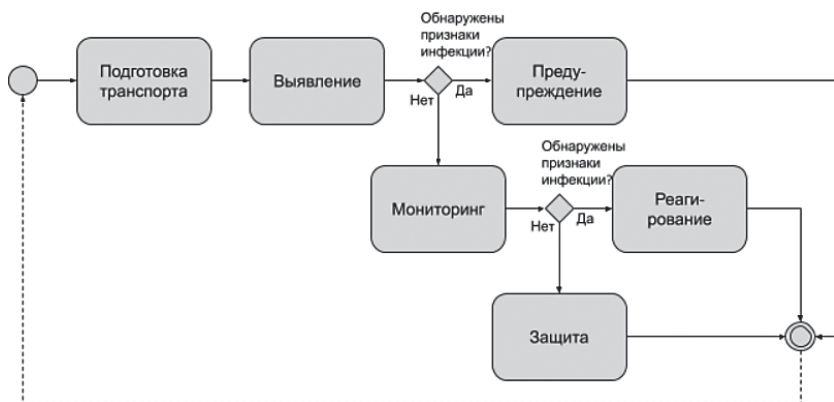 Обнаружены
признаки
инфекции?
Подготовка
транспорта
Выявление
Преду-
преждение
Нет
Да
Обнаружены
признаки
инфекции?
Мониторинг
Реаги-
рование
Нет
Да
Защита